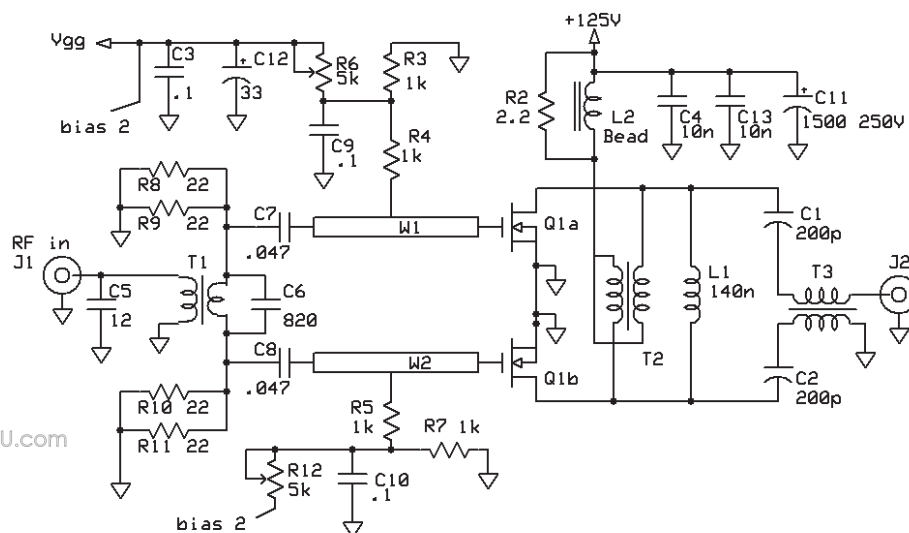 +125V
Vgg
C3
.1
C12
+
33
R6
5k
R3
1k
bias 2
C9
.1
R4
1k
R2
2.2
L2
Bead
C4
10n
C13
10n
+
C11
1500 250V
R8 22
R9 22
C7
.047
W1
Q1a
C1
200p
RF in
J1
T1
C5
12
C6
820
L1
140n
T3
J2
C8
.047
W2
Q1b
T2
C2
200p
R10 22
R11 22
R5
1k
R7 1k
U.com
R12
5k
C10
.1
bias 2